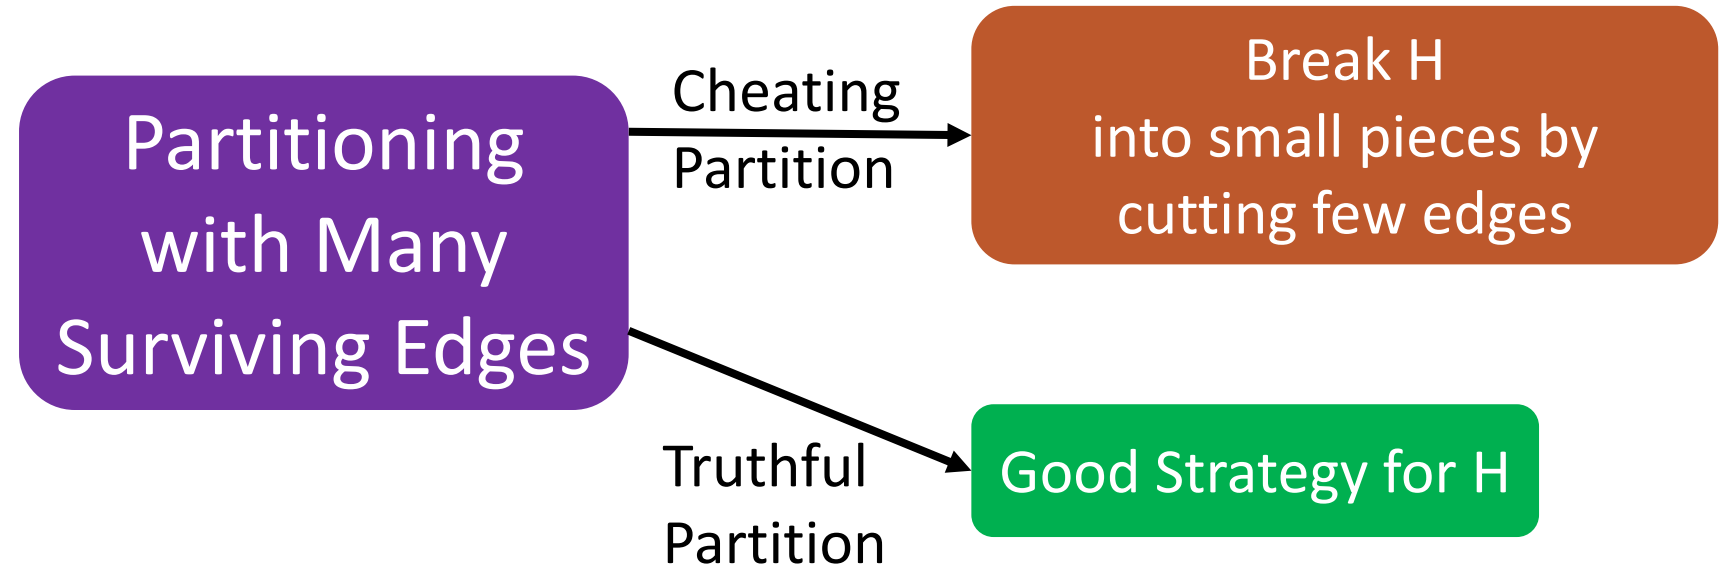 Partitioning
with Many
Surviving Edges
Cheating
Partition
Break H
into small pieces by
cutting few edges
Truthful
Partition
Good Strategy for H